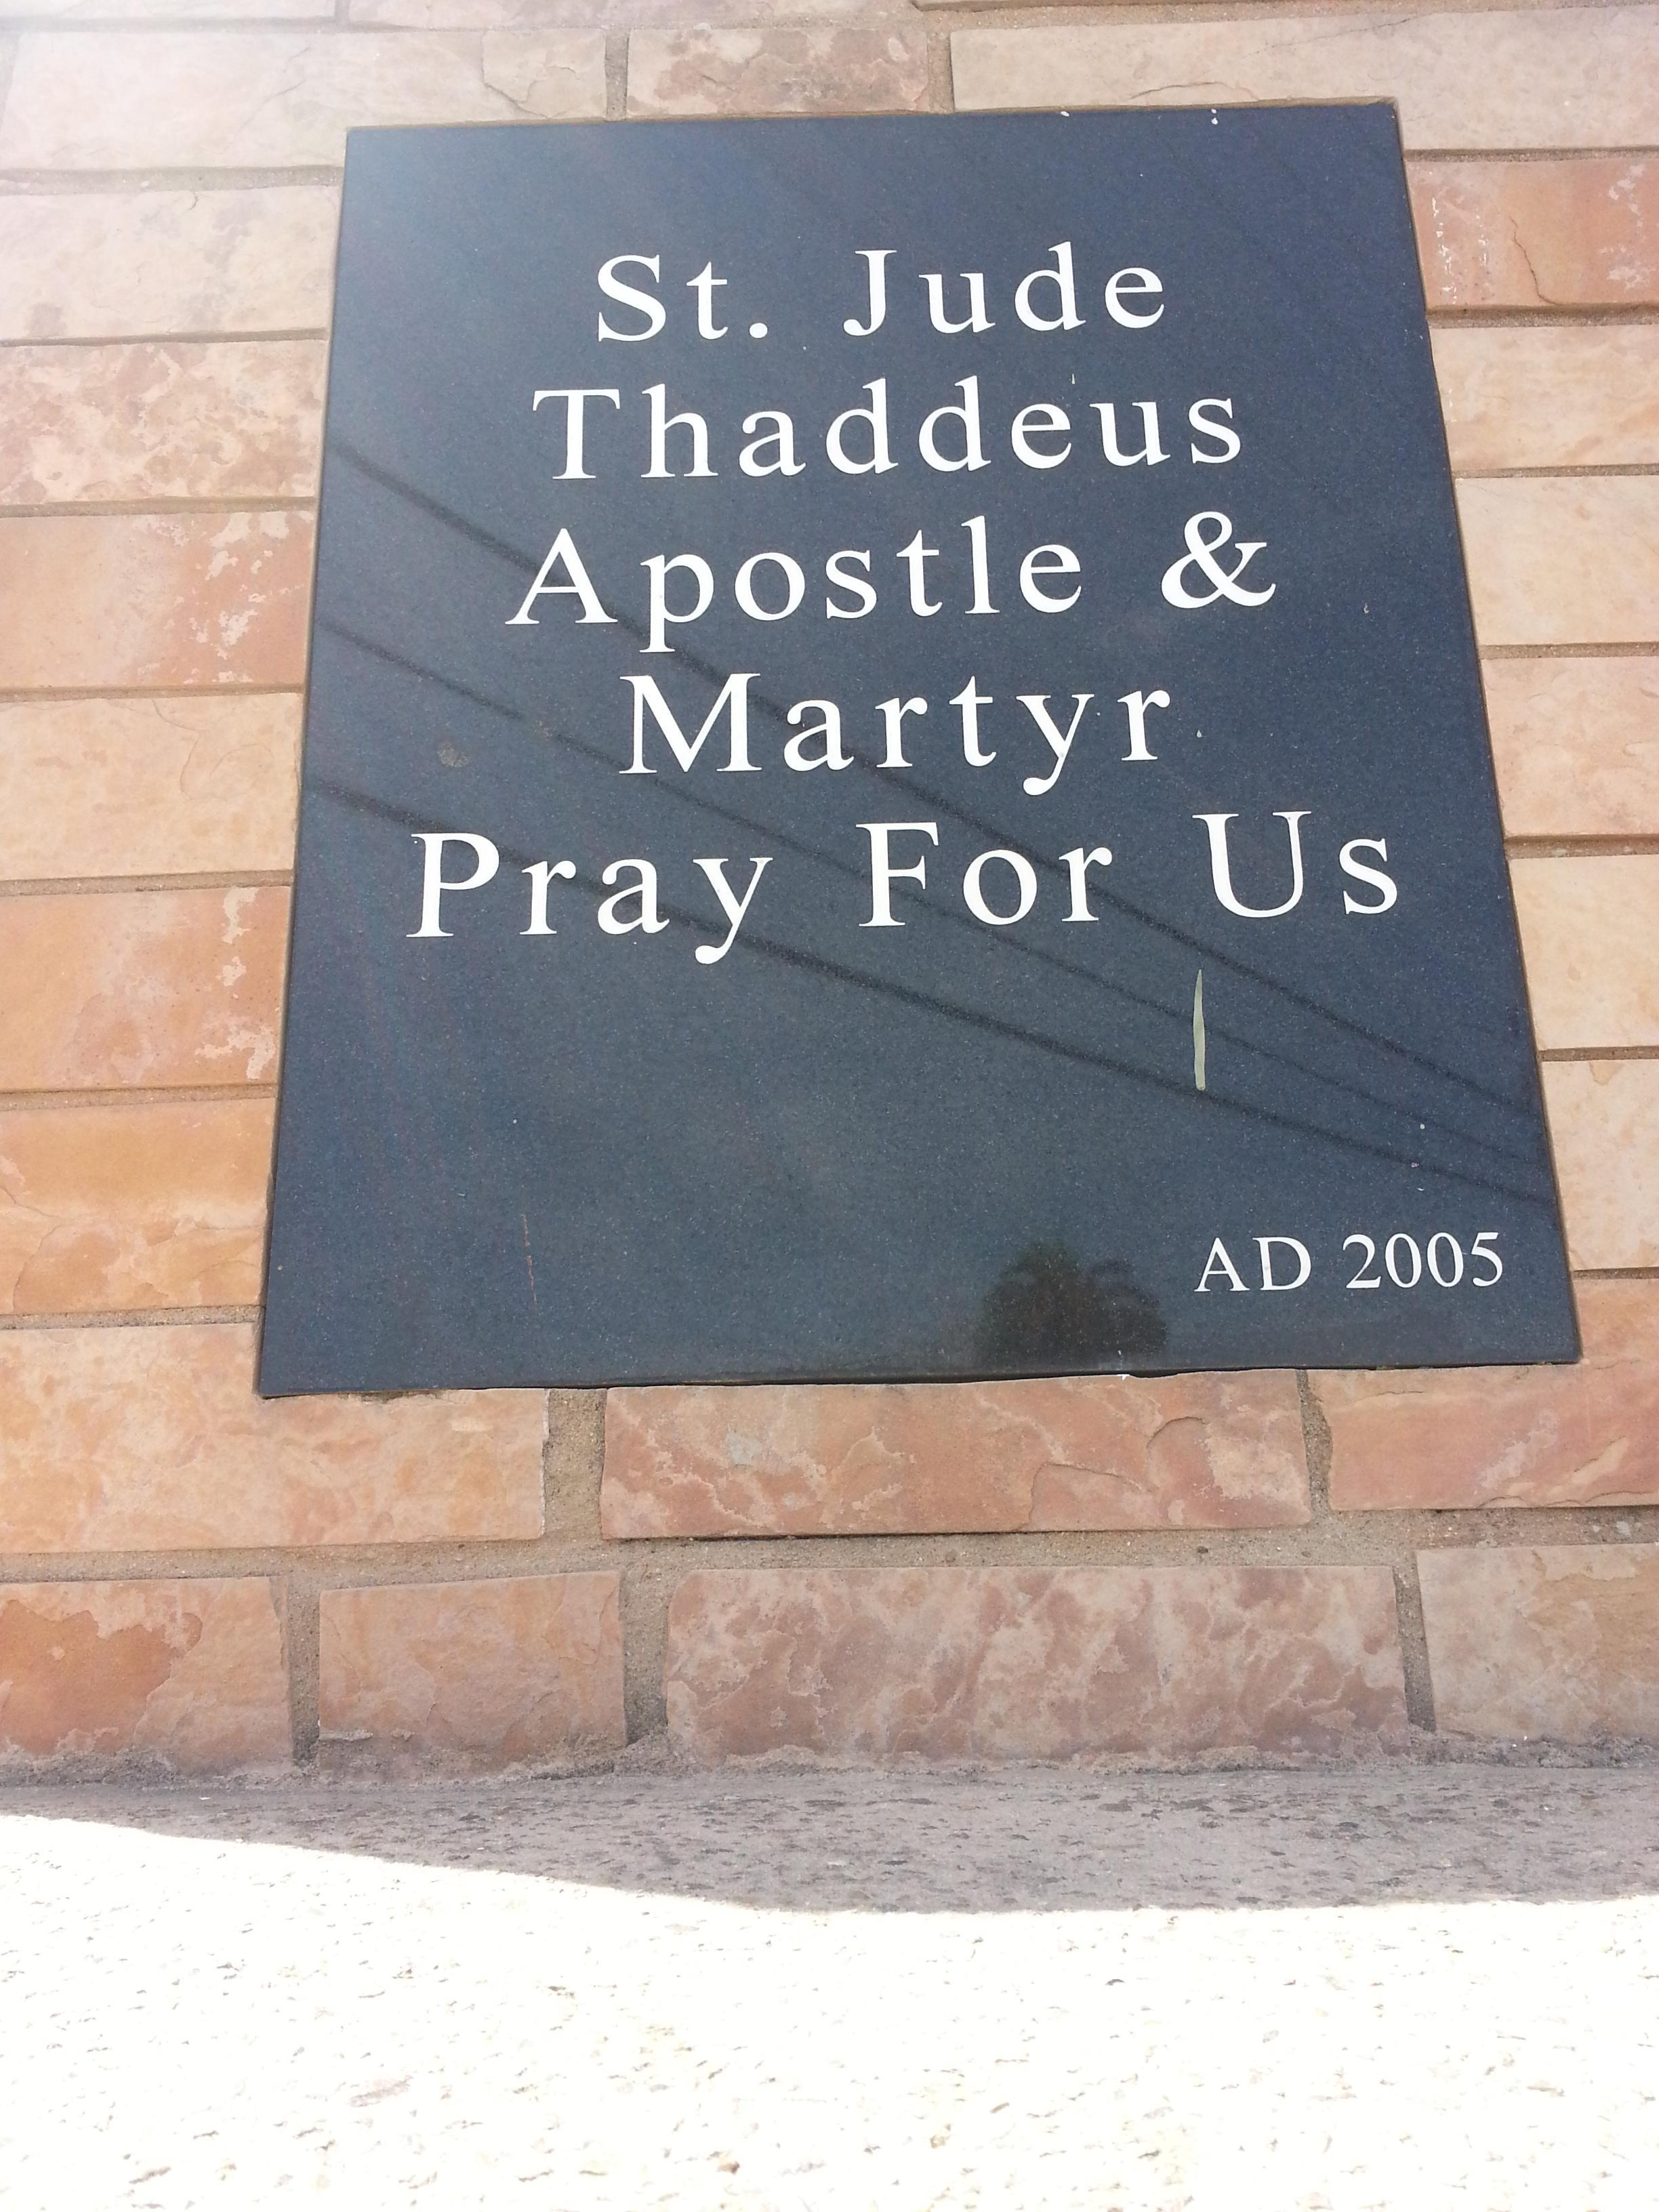 St. Jude
Thaddeus
Apostle &
Martyr
Pray For Us
AD 2005